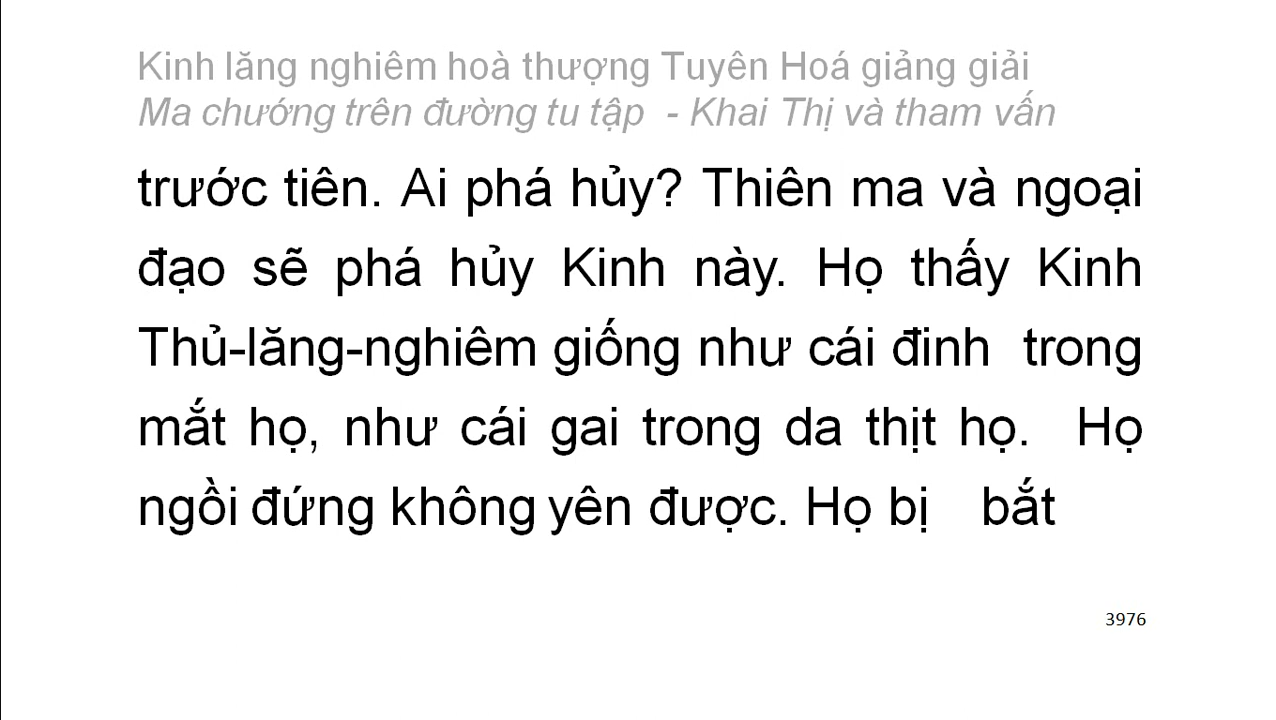 Kinh lăng nghiêm hoà thượng Tuyên Hoá giảng giải
Ma chướng trên đường tu tập - Khai Thị và tham vấn
trước tiên. Ai phá hủy? Thiên ma và ngoại
đạo sẽ phá hủy Kinh này. Họ thấy Kinh
Thủ-lăng-nghiêm giống như cái đinh trong
mắt họ, như cái gai trong da thịt họ. Họ
ngồi đứng không yên được. Họ bị bắt
3976